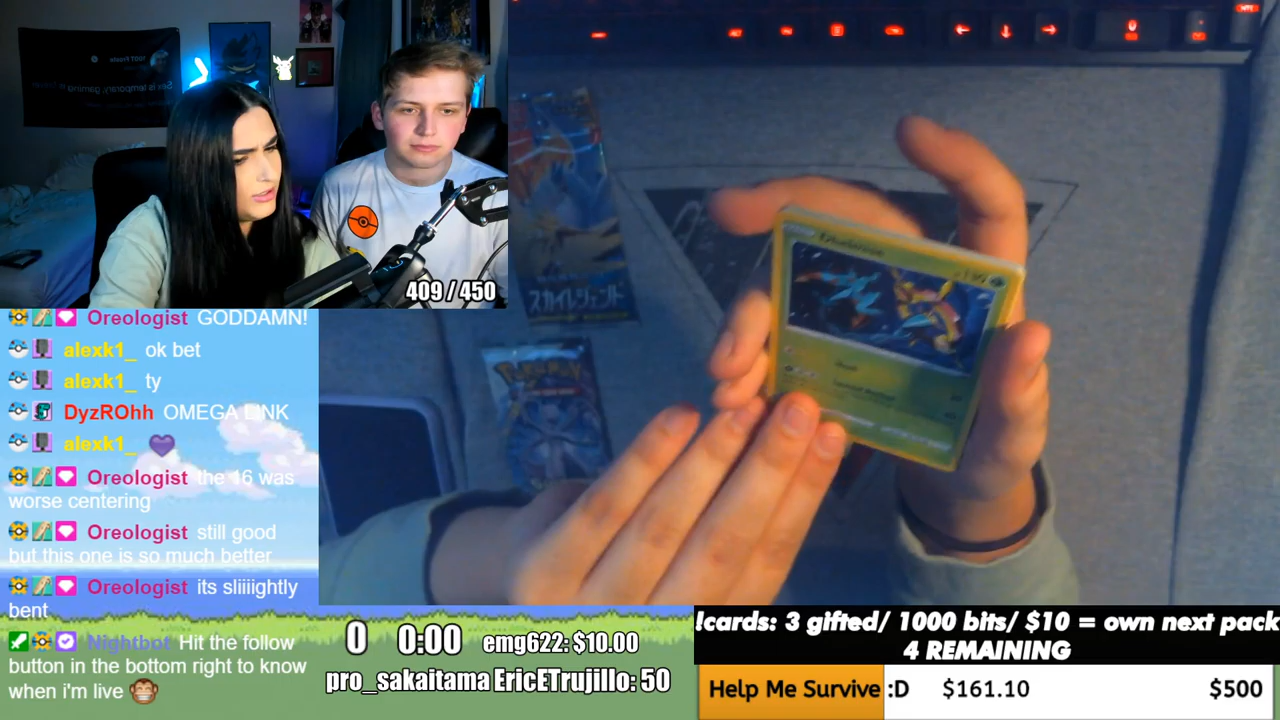 409 / 450
Oreologist GODDAMN!
alexk1_ ok bet
alexk1_ ty
DyzROhh OMEGA LINK
alexk1_
Oreologist the 16 was
worse centering
Oreologist still good
but this one is so much better
Oreologist its sliiiightly
bent
Nightbot Hit the follow
button in the bottom right to know
when i'm live
スカイレジェンド
POKEMON
0 0:00 emg622: $10.00
pro_sakaitama EricETrujillo: 50
!cards: 3 gifted/ 1000 bits/ $10 = own next pack
4 REMAINING
Help Me Survive :D $161.10 $500